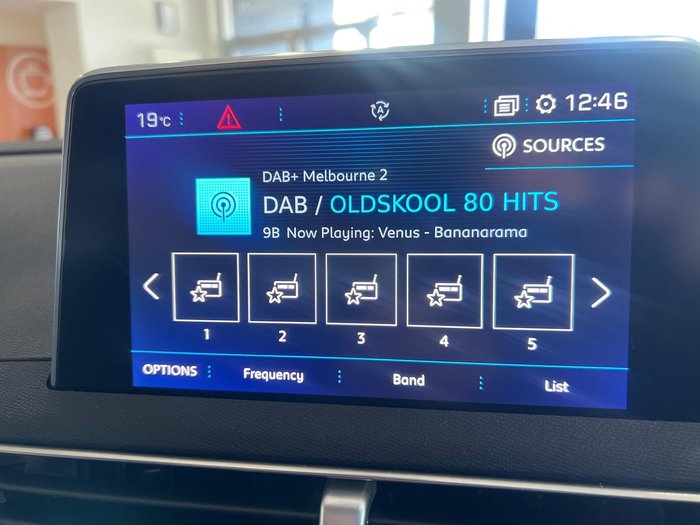 19°C
12:46
SOURCES
DAB+ Melbourne 2
DAB / OLDSKOOL 80 HITS
9B Now Playing: Venus - Bananarama
1 2 3 4 5
OPTIONS Frequency Band List